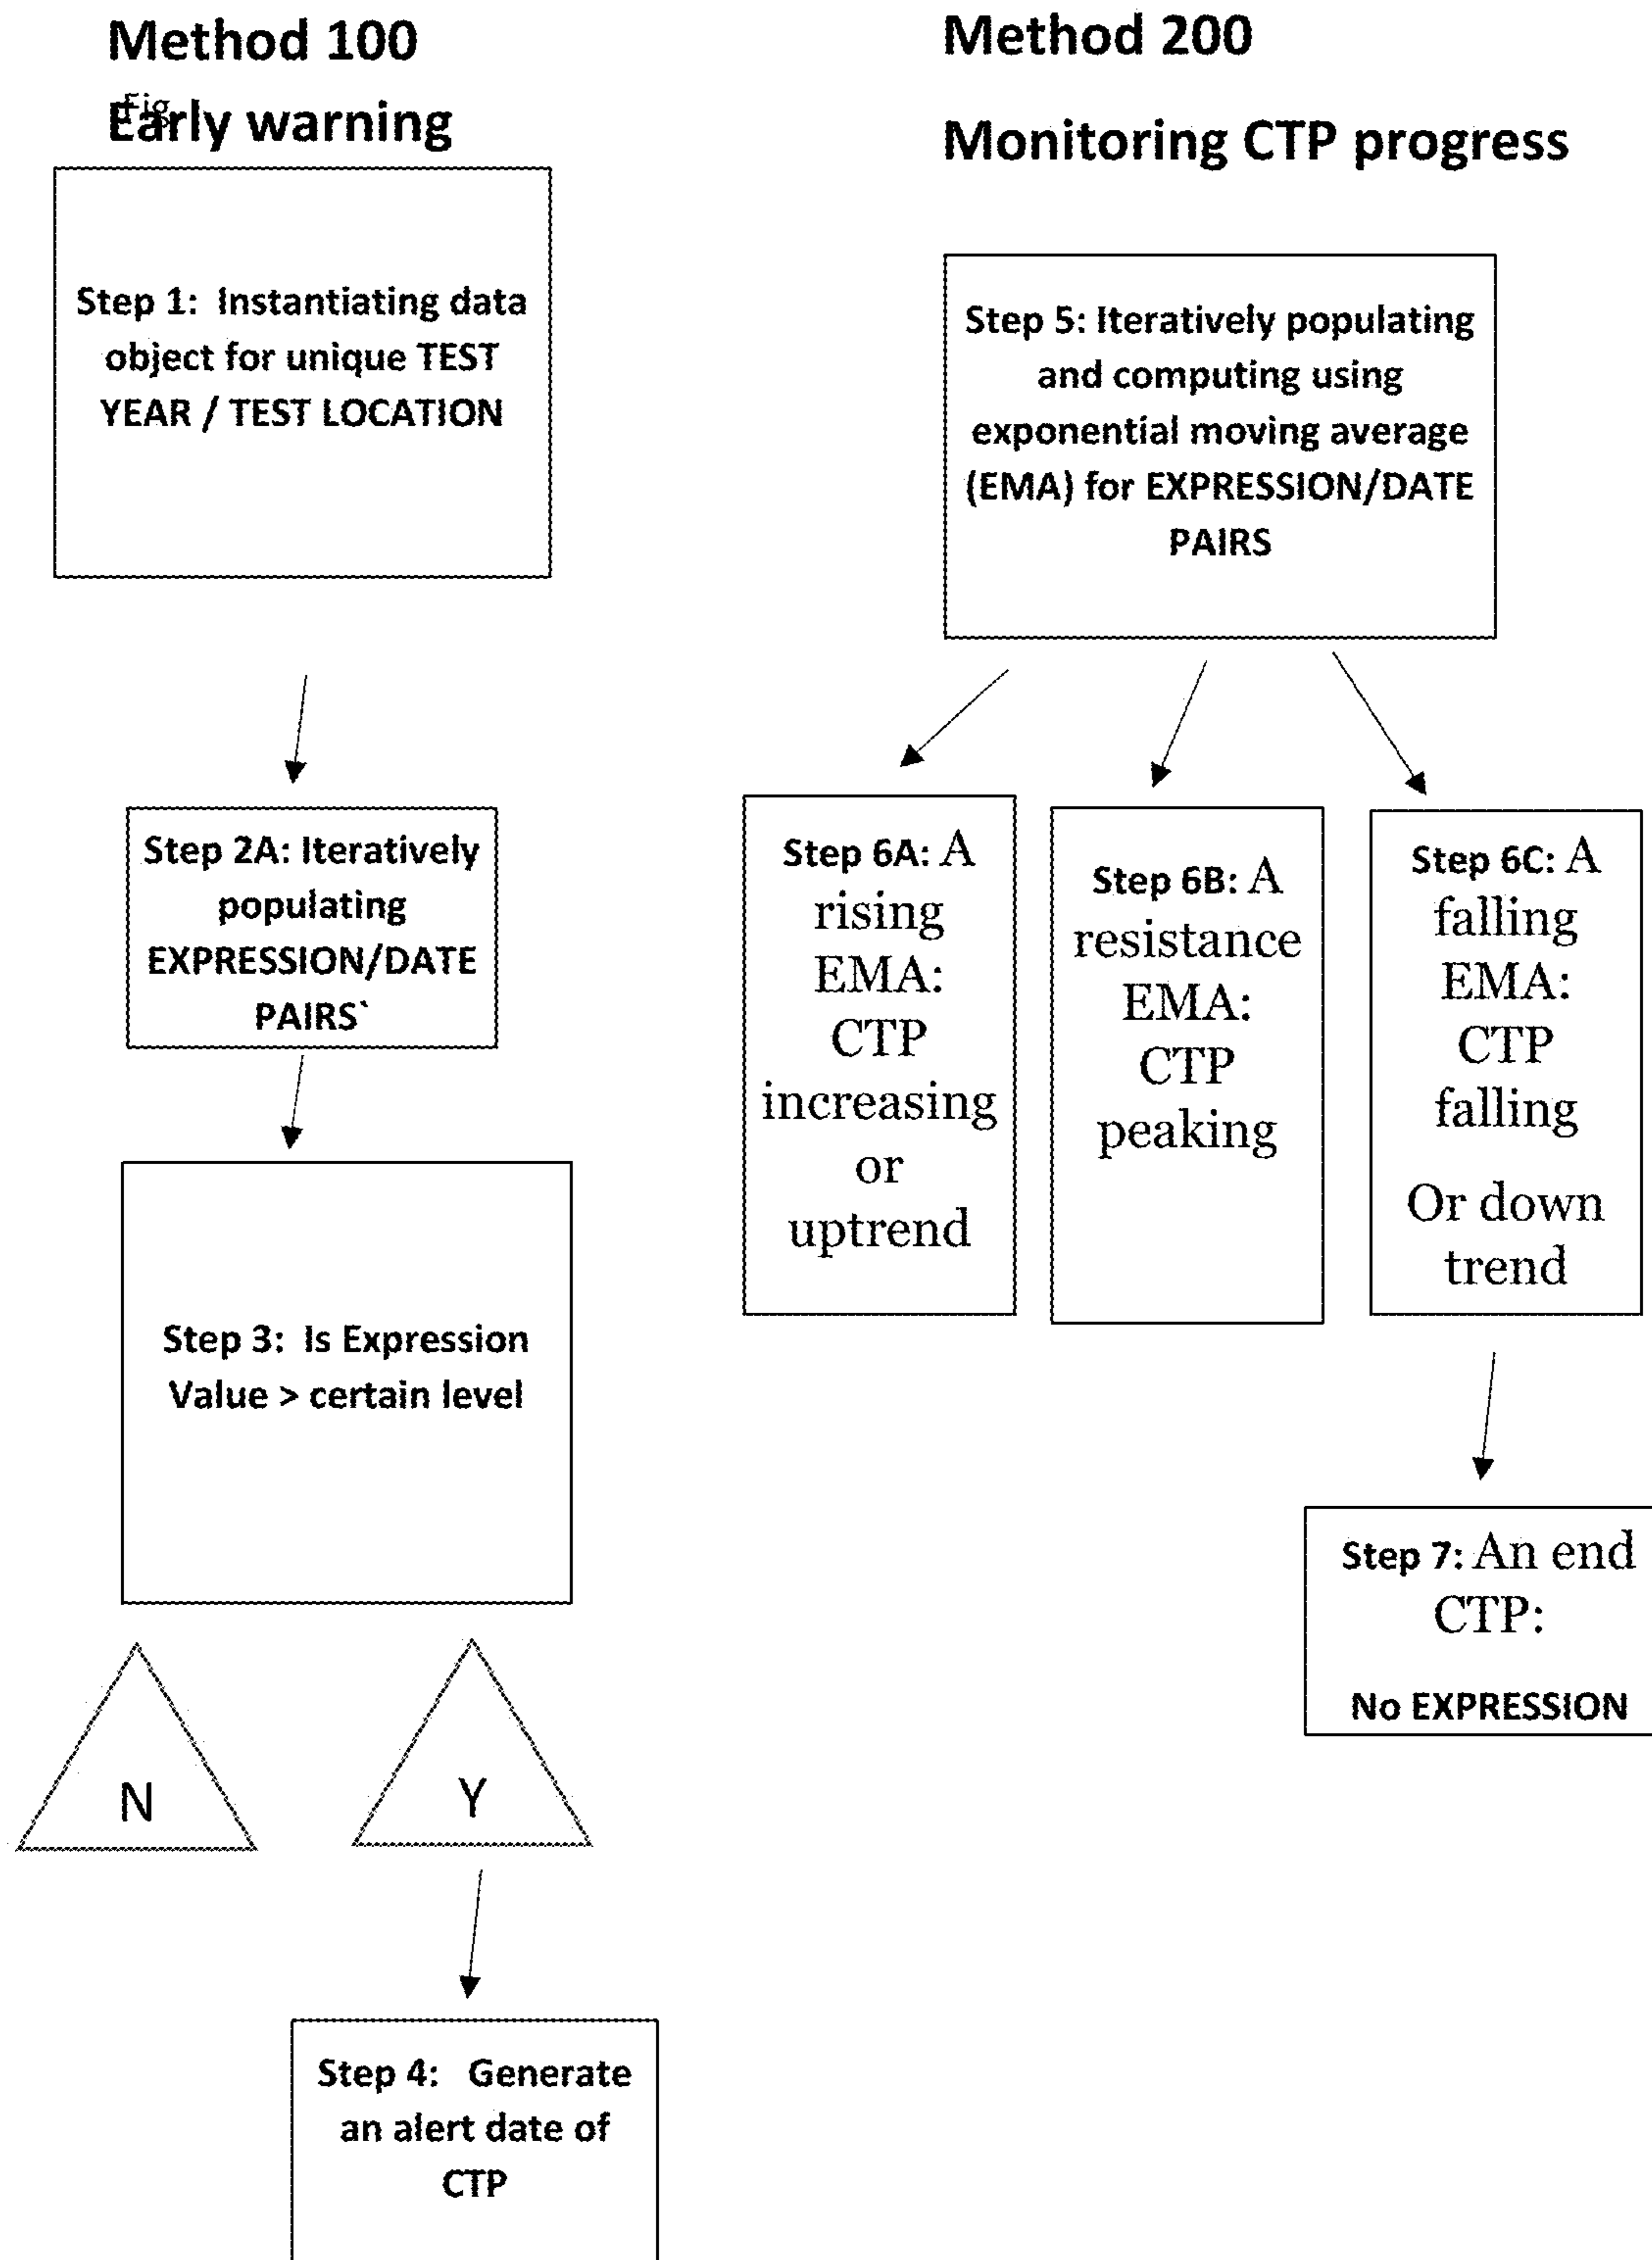 Method 100
Fig
Early warning
Step 1:  Instantiating data
object for unique TEST
YEAR / TEST LOCATION
Step 2A: Iteratively
populating
EXPRESSION/DATE
PAIRS`
Step 3:  Is Expression
Value > certain level
N
Y
Step 4:   Generate
an alert date of
CTP
Method 200
Monitoring CTP progress
Step 5: Iteratively populating
and computing using
exponential moving average
(EMA) for EXPRESSION/DATE
PAIRS
Step 6A: A
rising
EMA:
CTP
increasing
or
uptrend
Step 6B: A
resistance
EMA:
CTP
peaking
Step 6C: A
falling
EMA:
CTP
falling
Or down
trend
Step 7: An end
CTP:
No EXPRESSION